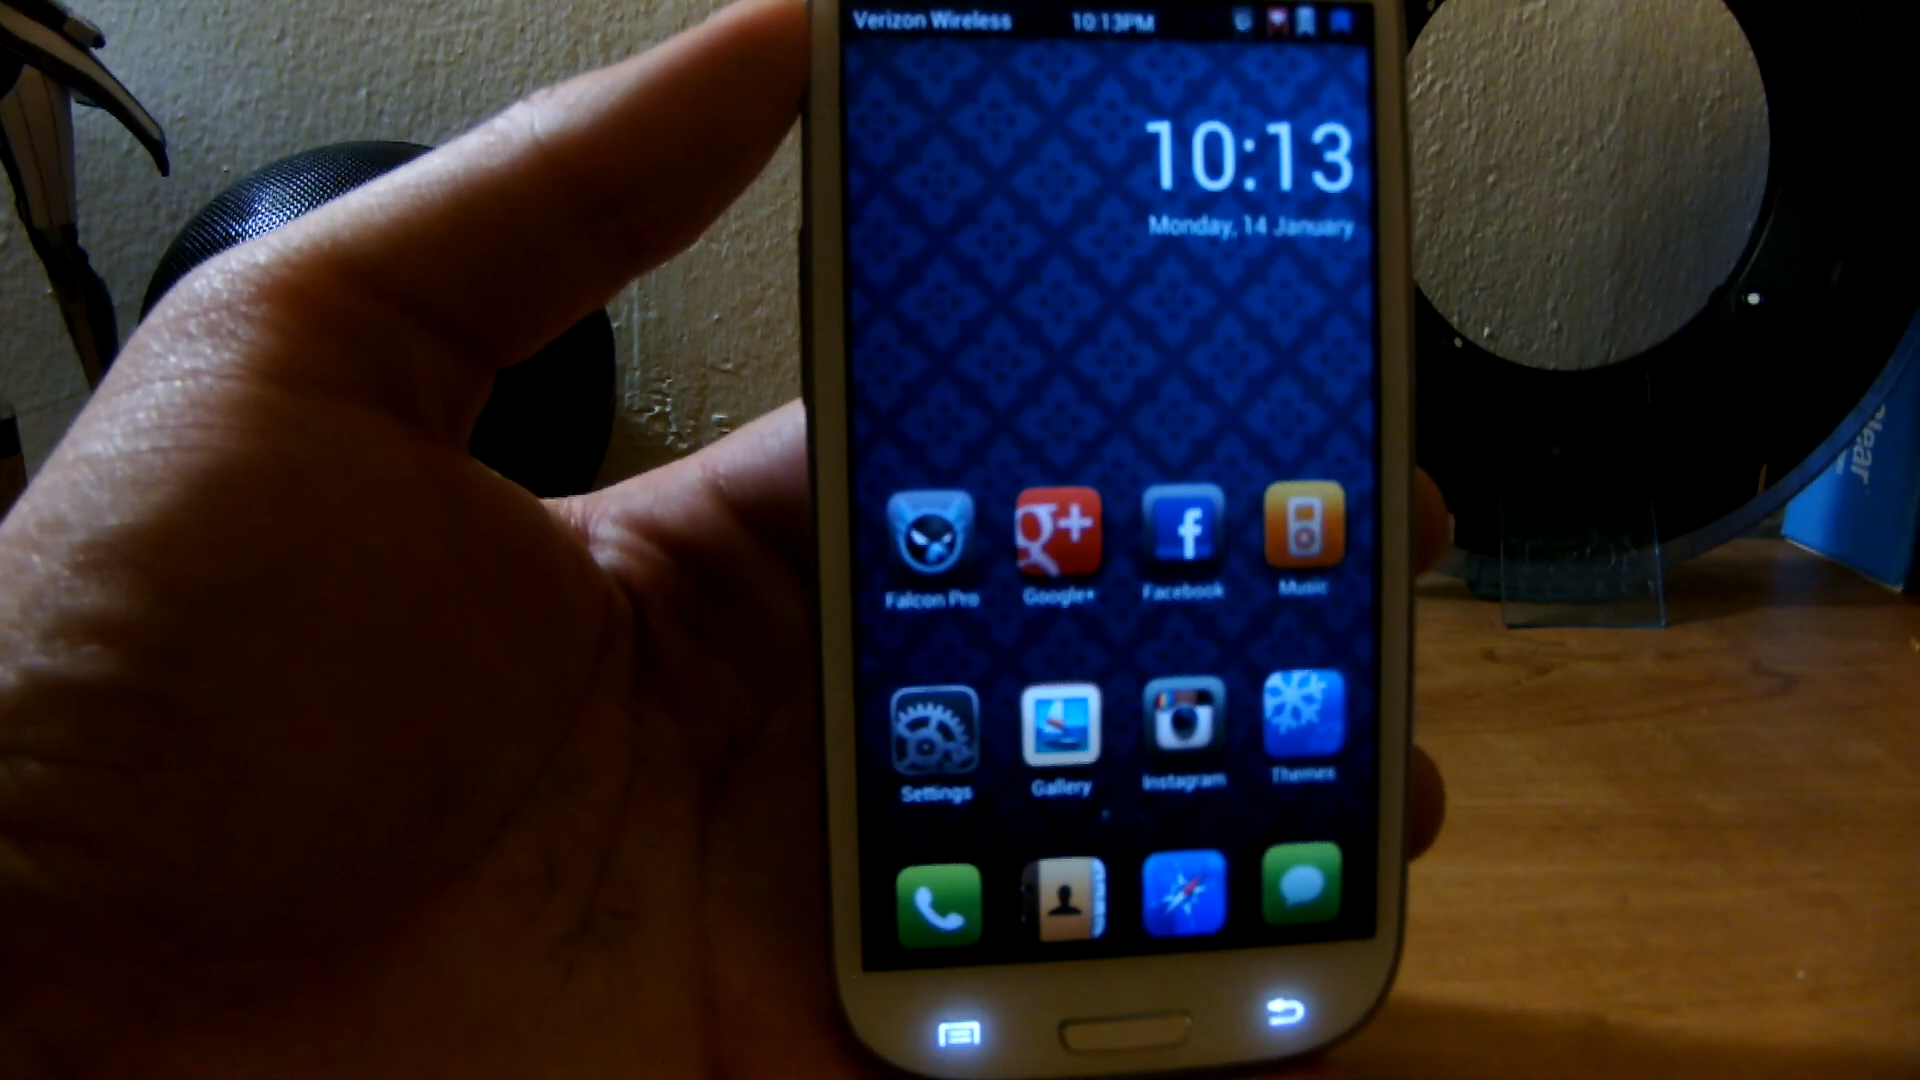 Verizon Wireless 10:13PM
10:13
Monday, 14 January
Falcon Pro Google+ Facebook Music
Settings Gallery Instagram Themes